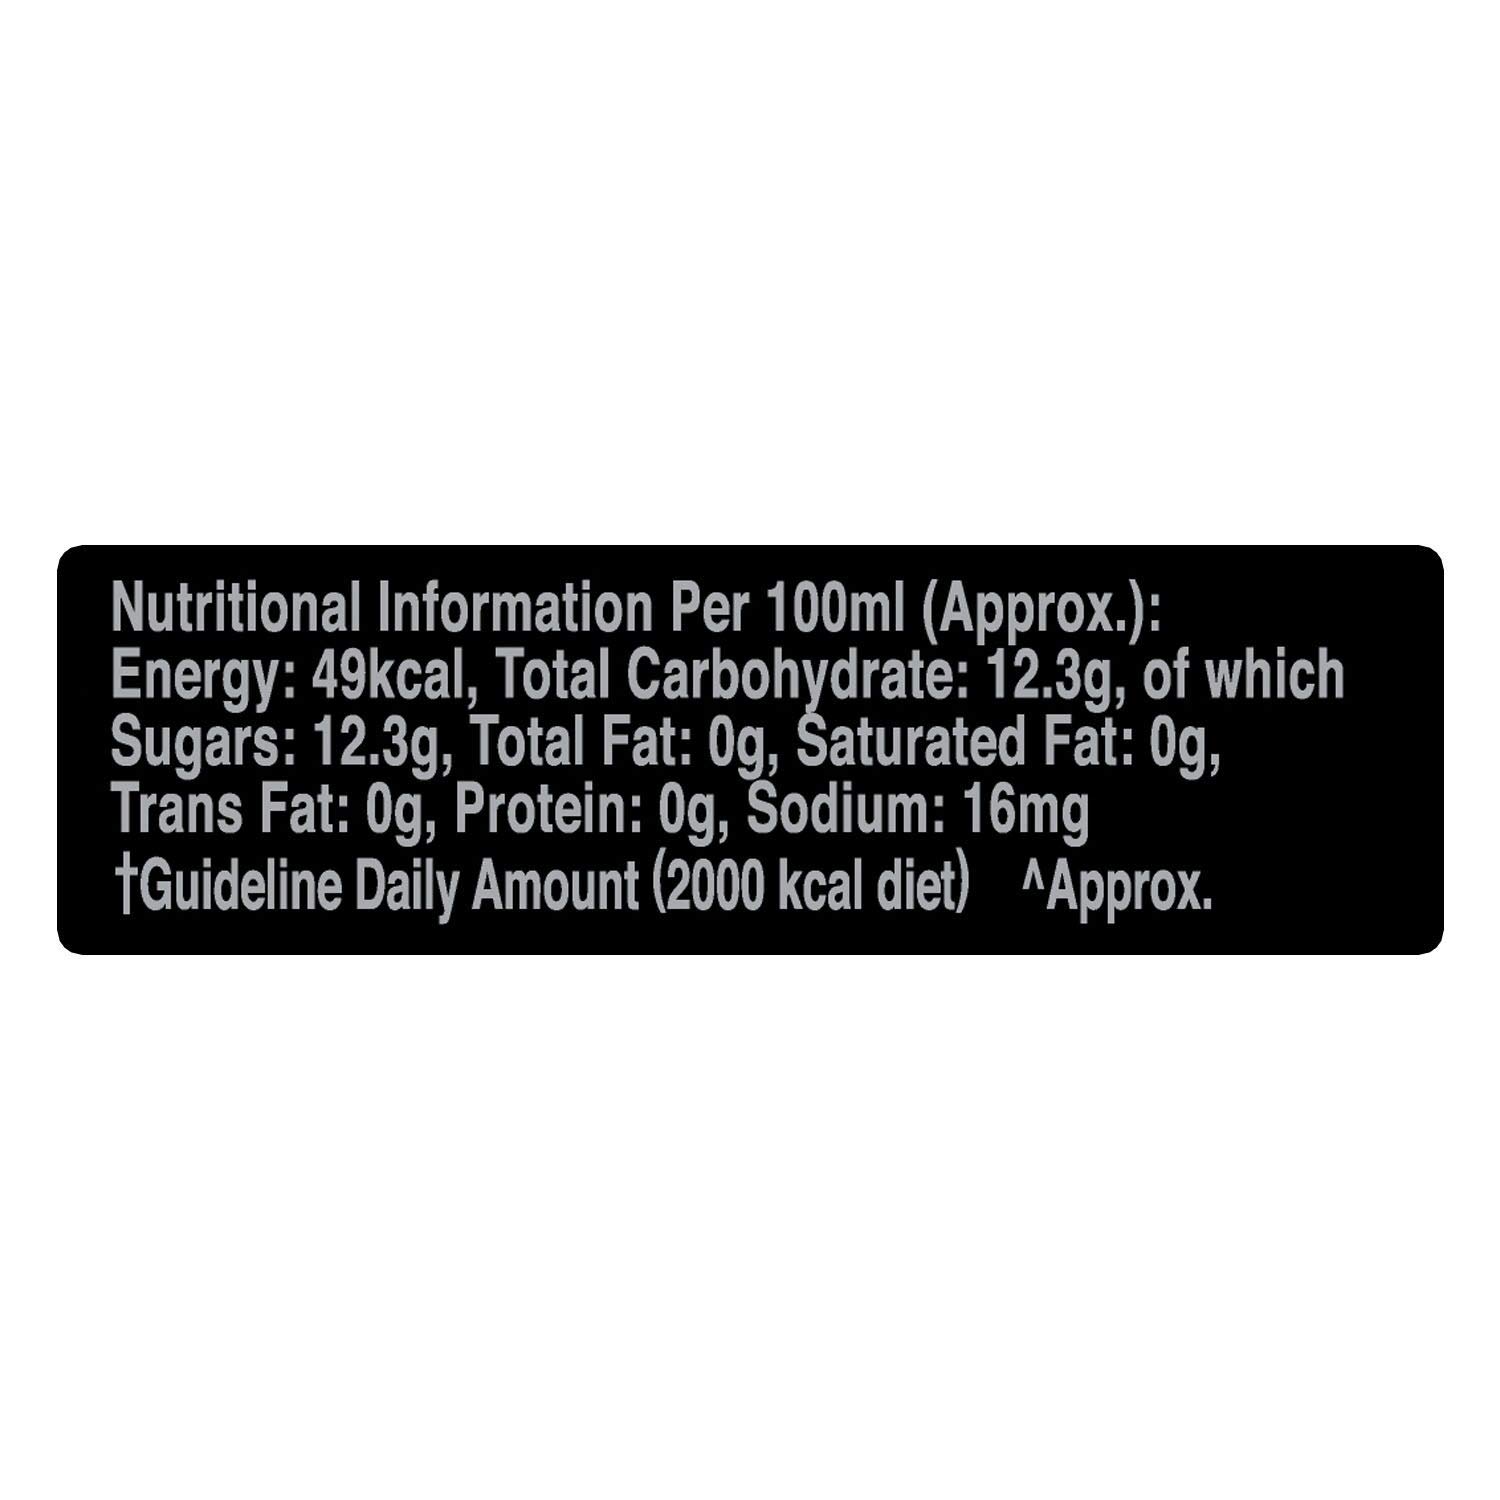 Nutritional Information Per 100ml (Approx.):
Energy: 49kcal, Total Carbohydrate: 12.3g, of which
Sugars: 12.3g, Total Fat: 0g, Saturated Fat: 0g,
Trans Fat: 0g, Protein: 0g, Sodium: 16mg
†Guideline Daily Amount (2000 kcal diet) ^Approx.